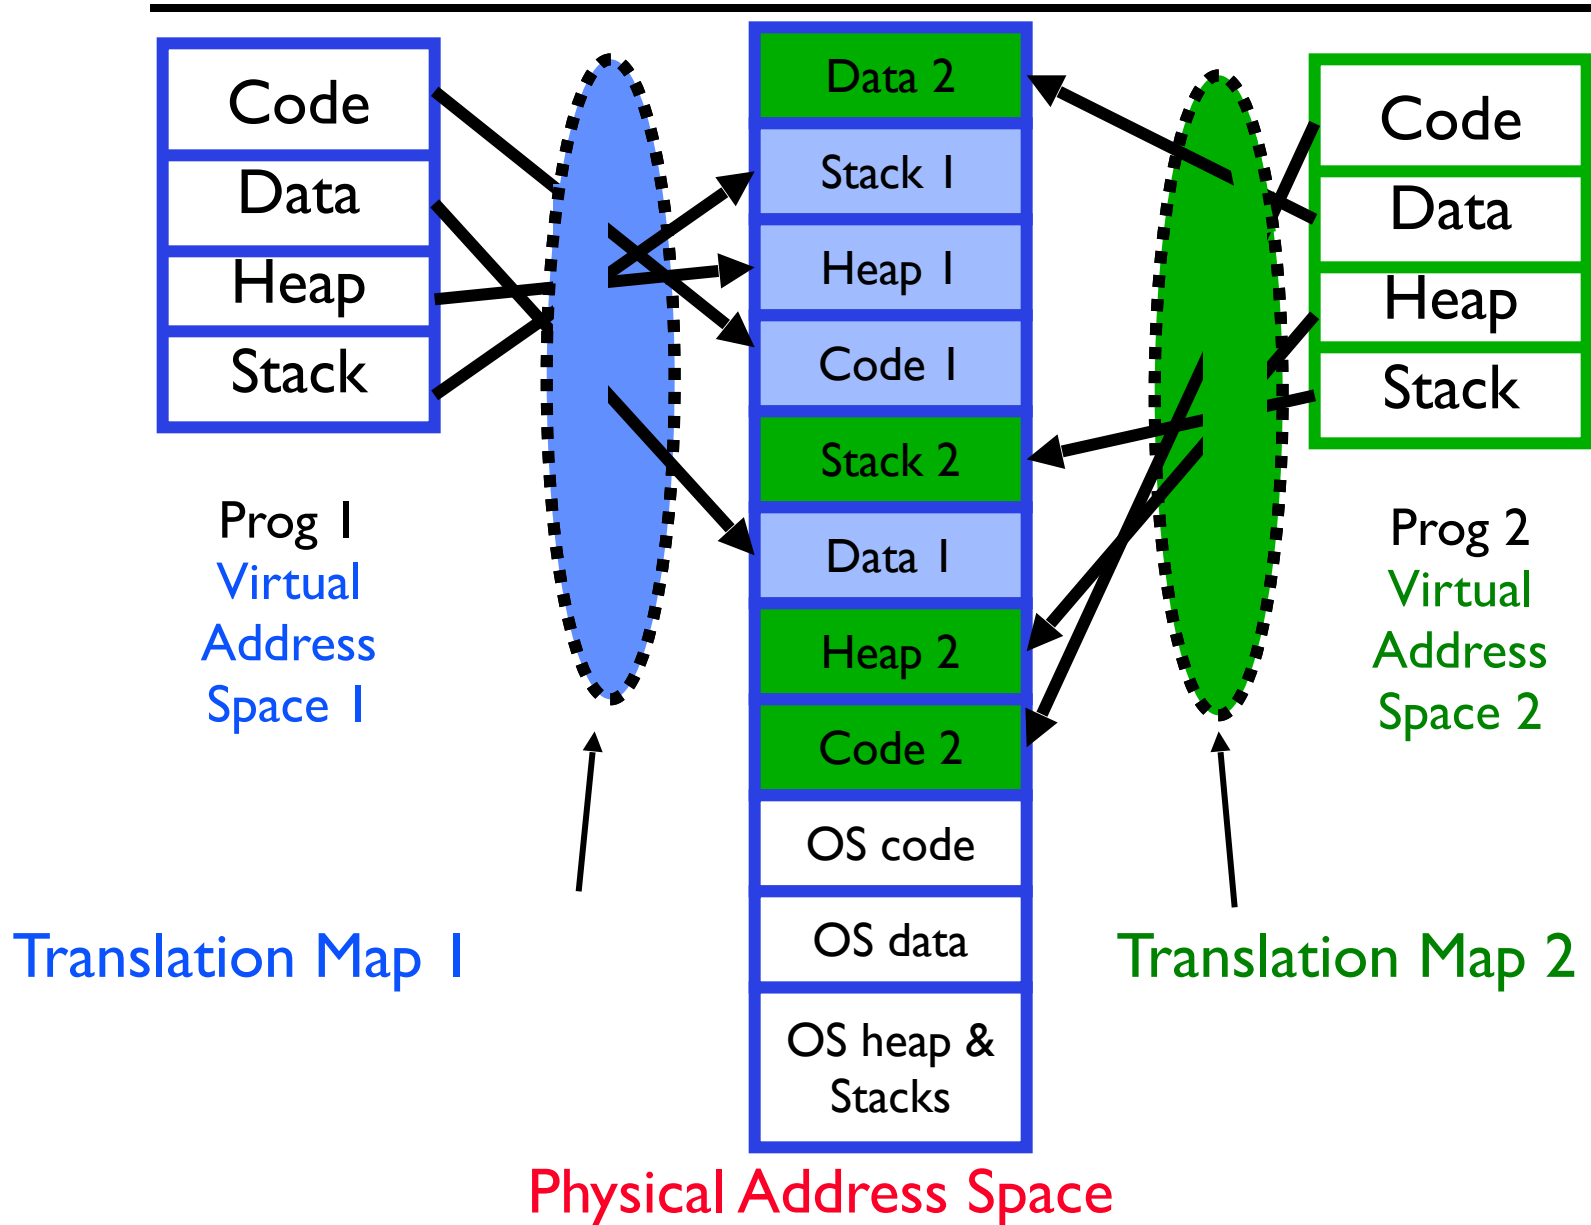 Code
Data
Heap
Stack
Prog 1
Virtual
Address
Space 1
Translation Map 1
Data 2
Stack 1
Heap 1
Code 1
Stack 2
Data 1
Heap 2
Code 2
OS code
OS data
OS heap &
Stacks
Physical Address Space
Code
Data
Heap
Stack
Prog 2
Virtual
Address
Space 2
Translation Map 2